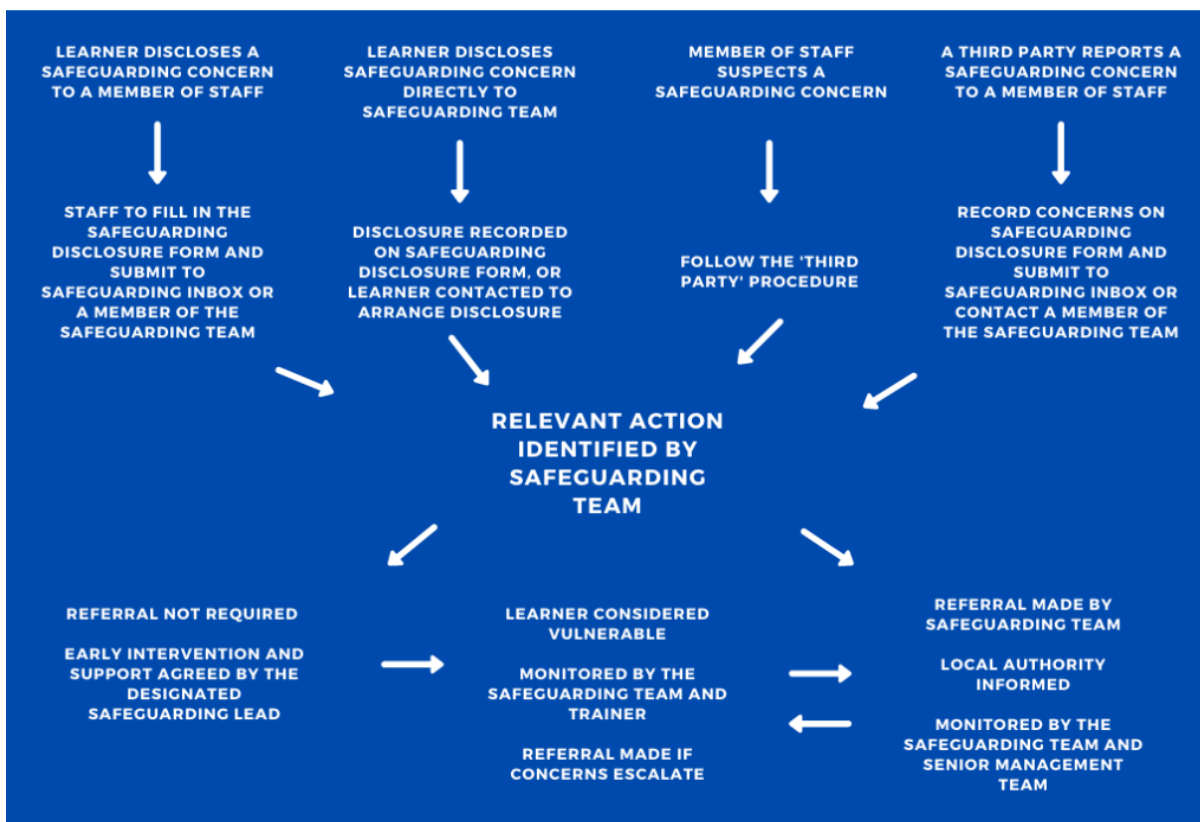 LEARNER DISCLOSES A
SAFEGUARDING CONCERN
TO A MEMBER OF STAFF
LEARNER DISCLOSES
SAFEGUARDING CONCERN
DIRECTLY TO
SAFEGUARDING TEAM
MEMBER OF STAFF
SUSPECTS A
SAFEGUARDING CONCERN
A THIRD PARTY REPORTS A
SAFEGUARDING CONCERN
TO A MEMBER OF STAFF
STAFF TO FILL IN THE
SAFEGUARDING
DISCLOSURE FORM AND
SUBMIT TO
SAFEGUARDING INBOX OR
A MEMBER OF THE
SAFEGUARDING TEAM
DISCLOSURE RECORDED
ON SAFEGUARDING
DISCLOSURE FORM, OR
LEARNER CONTACTED TO
ARRANGE DISCLOSURE
FOLLOW THE 'THIRD
PARTY' PROCEDURE
RECORD CONCERNS ON
SAFEGUARDING
DISCLOSURE FORM AND
SUBMIT TO
SAFEGUARDING INBOX OR
CONTACT A MEMBER OF
THE SAFEGUARDING TEAM
RELEVANT ACTION
IDENTIFIED BY
SAFEGUARDING
TEAM
REFERRAL NOT REQUIRED
EARLY INTERVENTION AND
SUPPORT AGREED BY THE
DESIGNATED
SAFEGUARDING LEAD
LEARNER CONSIDERED
VULNERABLE
MONITORED BY THE
SAFEGUARDING TEAM AND
TRAINER
REFERRAL MADE IF
CONCERNS ESCALATE
REFERRAL MADE BY
SAFEGUARDING TEAM
LOCAL AUTHORITY
INFORMED
MONITORED BY THE
SAFEGUARDING TEAM AND
SENIOR MANAGEMENT
TEAM